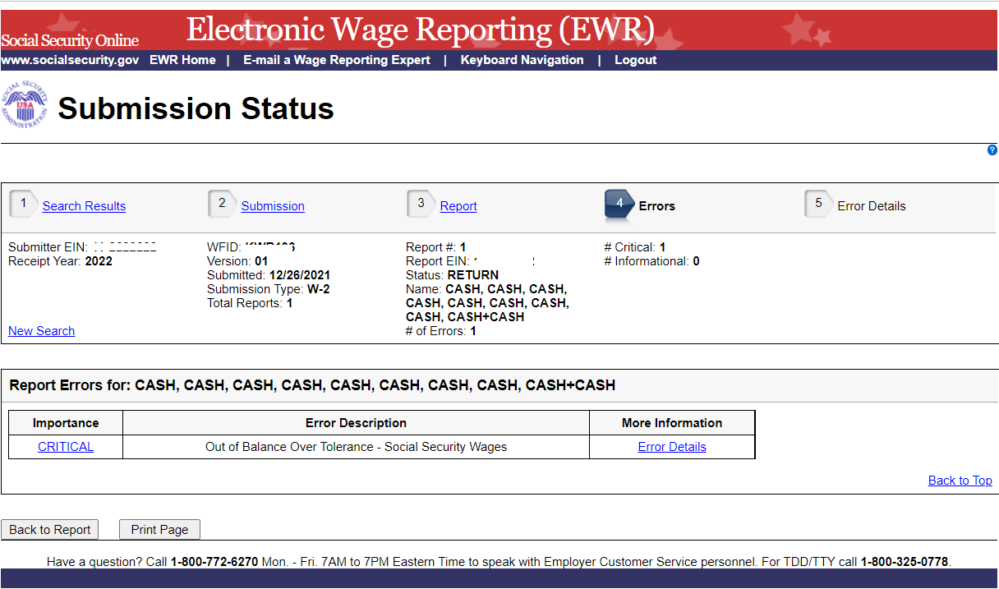 Social Security Online
Electronic Wage Reporting (EWR)
www.socialsecurity.gov EWR Home | E-mail a Wage Reporting Expert | Keyboard Navigation | Logout
SOCIAL SECURITY
USA
ADMINISTRATION
Submission Status
?
1 Search Results
2 Submission
3 Report
4 Errors
5 Error Details
Submitter EIN:
Receipt Year: 2022
New Search
WFID:
Version: 01
Submitted: 12/26/2021
Submission Type: W-2
Total Reports: 1
Report #: 1
Report EIN:
Status: RETURN
Name: CASH, CASH, CASH,
CASH, CASH, CASH, CASH,
CASH, CASH+CASH
# of Errors: 1
# Critical: 1
# Informational: 0
Report Errors for: CASH, CASH, CASH, CASH, CASH, CASH, CASH, CASH, CASH+CASH
Importance Error Description More Information
CRITICAL Out of Balance Over Tolerance - Social Security Wages Error Details
Back to Top
Back to Report Print Page
Have a question? Call 1-800-772-6270 Mon. - Fri. 7AM to 7PM Eastern Time to speak with Employer Customer Service personnel. For TDD/TTY call 1-800-325-0778.